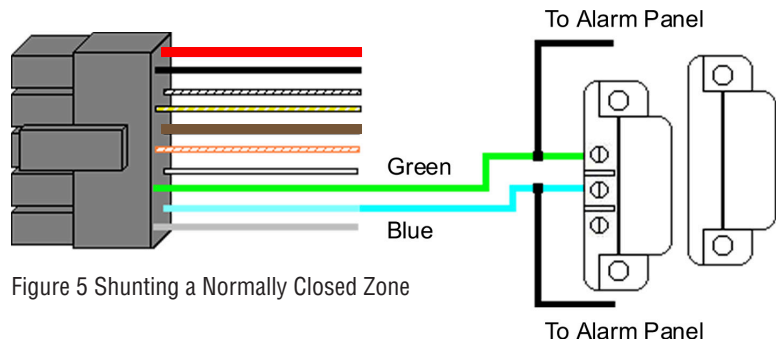 To Alarm Panel
Green
Blue
Figure 5 Shunting a Normally Closed Zone
To Alarm Panel